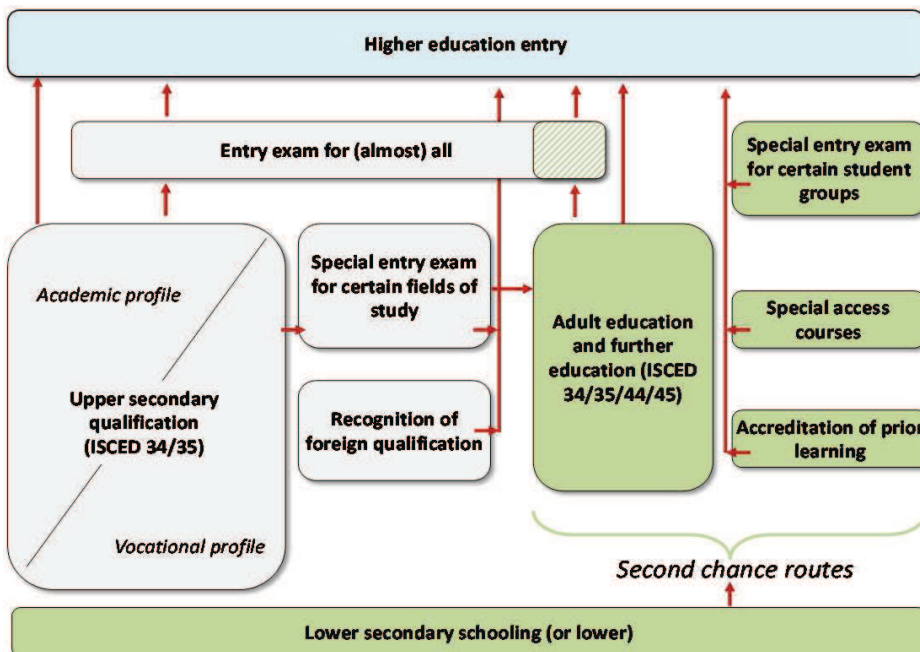 Higher education entry
Entry exam for (almost) all
Special entry exam
for certain student
groups
Academic profile
Special entry exam
for certain fields of
study
Upper secondary
qualification
(ISCED 34/35)
Recognition of
foreign qualification
Adult education
and further
education (ISCED
34/35/44/45)
Special access
courses
Accreditation of prior
learning
Vocational profile
Second chance routes
Lower secondary schooling (or lower)